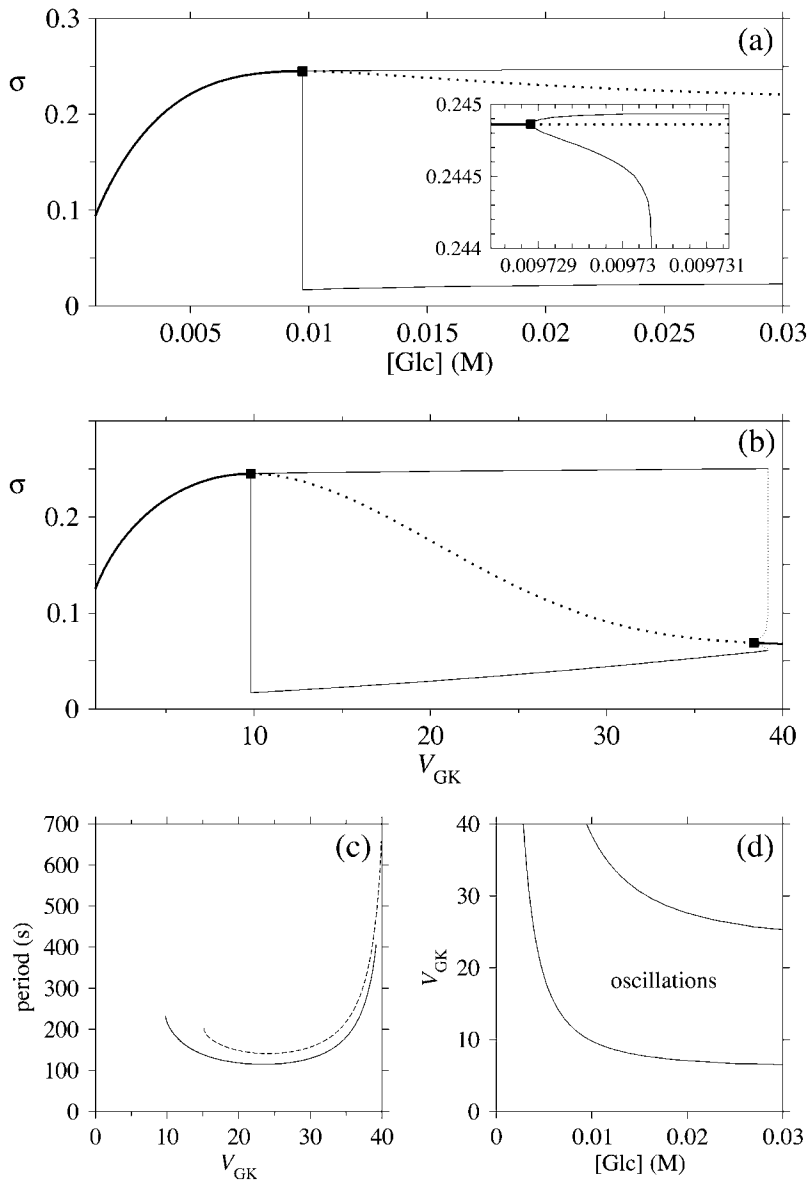 0.3
(a)
σ
0.2
0.1
0
0.245
0.2445
0.244
0.009729 0.00973 0.009731
0.005 0.01 0.015 0.02 0.025 0.03
[Glc] (M)
(b)
σ
0.2
0.1
0
10 20 30 40
V_GK
700
600
500
400
300
200
100
0
period (s)
(c)
0 10 20 30 40
V_GK
40
30
20
10
0
V_GK
(d)
oscillations
0 0.01 0.02 0.03
[Glc] (M)